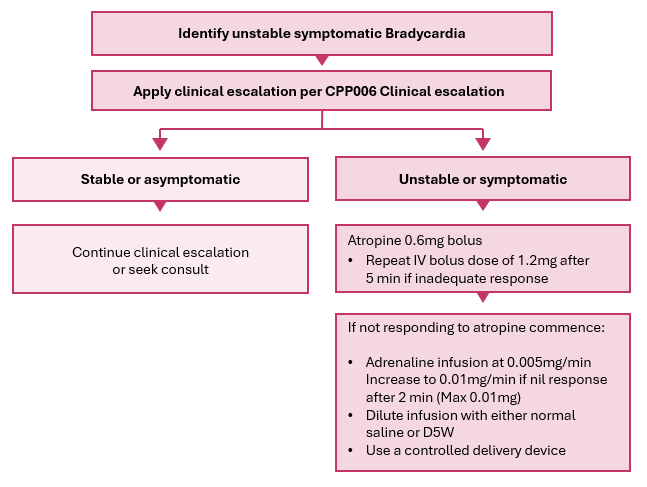 Identify unstable symptomatic Bradycardia
Apply clinical escalation per CPP006 Clinical escalation
Stable or asymptomatic
Continue clinical escalation
or seek consult
Unstable or symptomatic
Atropine 0.6mg bolus
• Repeat IV bolus dose of 1.2mg after
5 min if inadequate response
If not responding to atropine commence:
• Adrenaline infusion at 0.005mg/min
Increase to 0.01mg/min if nil response
after 2 min (Max 0.01mg)
• Dilute infusion with either normal
saline or D5W
• Use a controlled delivery device